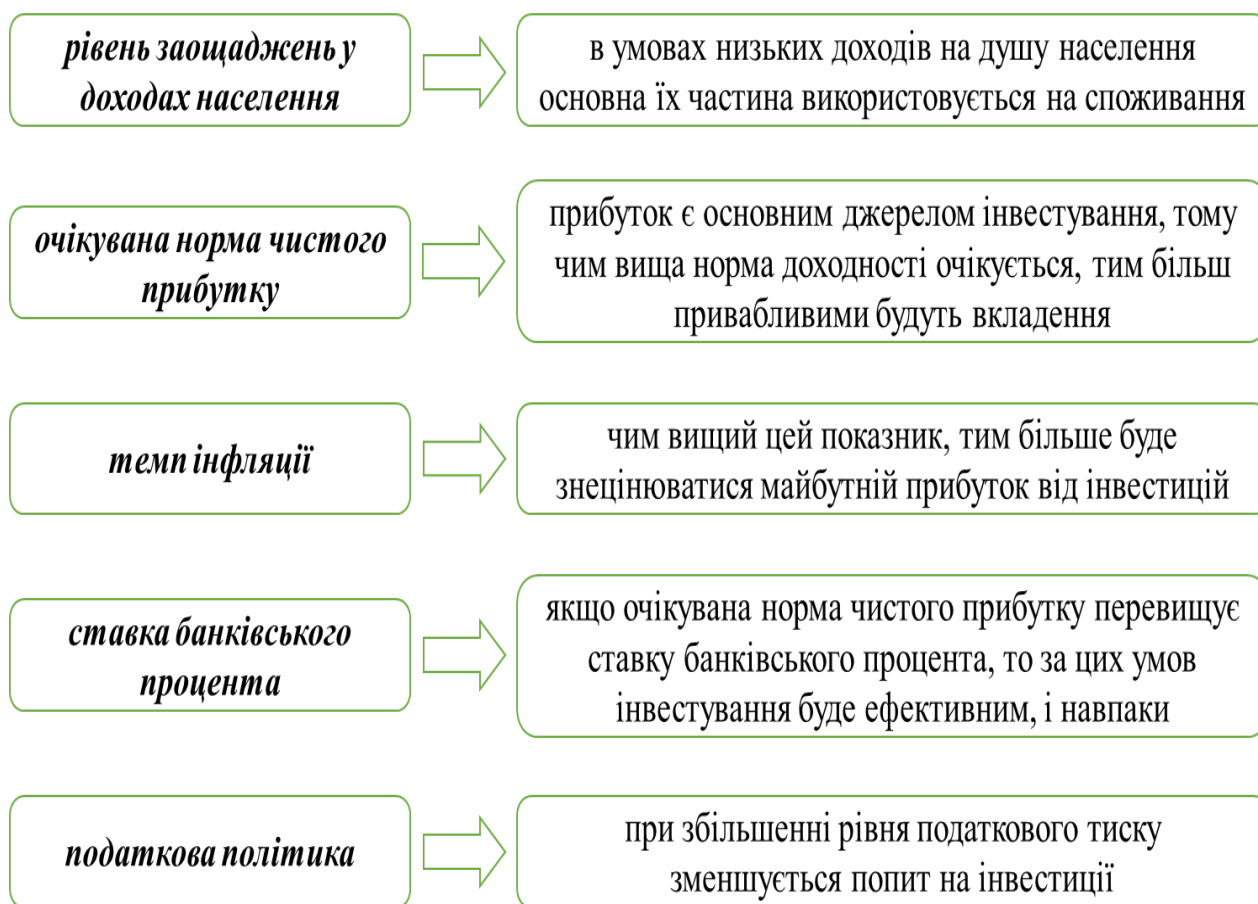 рівень заощаджень у
доходах населення
в умовах низьких доходів на душу населення
основна їх частина використовується на споживання
очікувана норма чистого
прибутку
прибуток є основним джерелом інвестування, тому
чим вища норма доходності очікується, тим більш
привабливими будуть вкладення
темп інфляції
чим вищий цей показник, тим більше буде
знецінюватися майбутній прибуток від інвестицій
ставка банківського
процента
якщо очікувана норма чистого прибутку перевищує
ставку банківського процента, то за цих умов
інвестування буде ефективним, і навпаки
податкова політика
при збільшенні рівня податкового тиску
зменшується попит на інвестиції